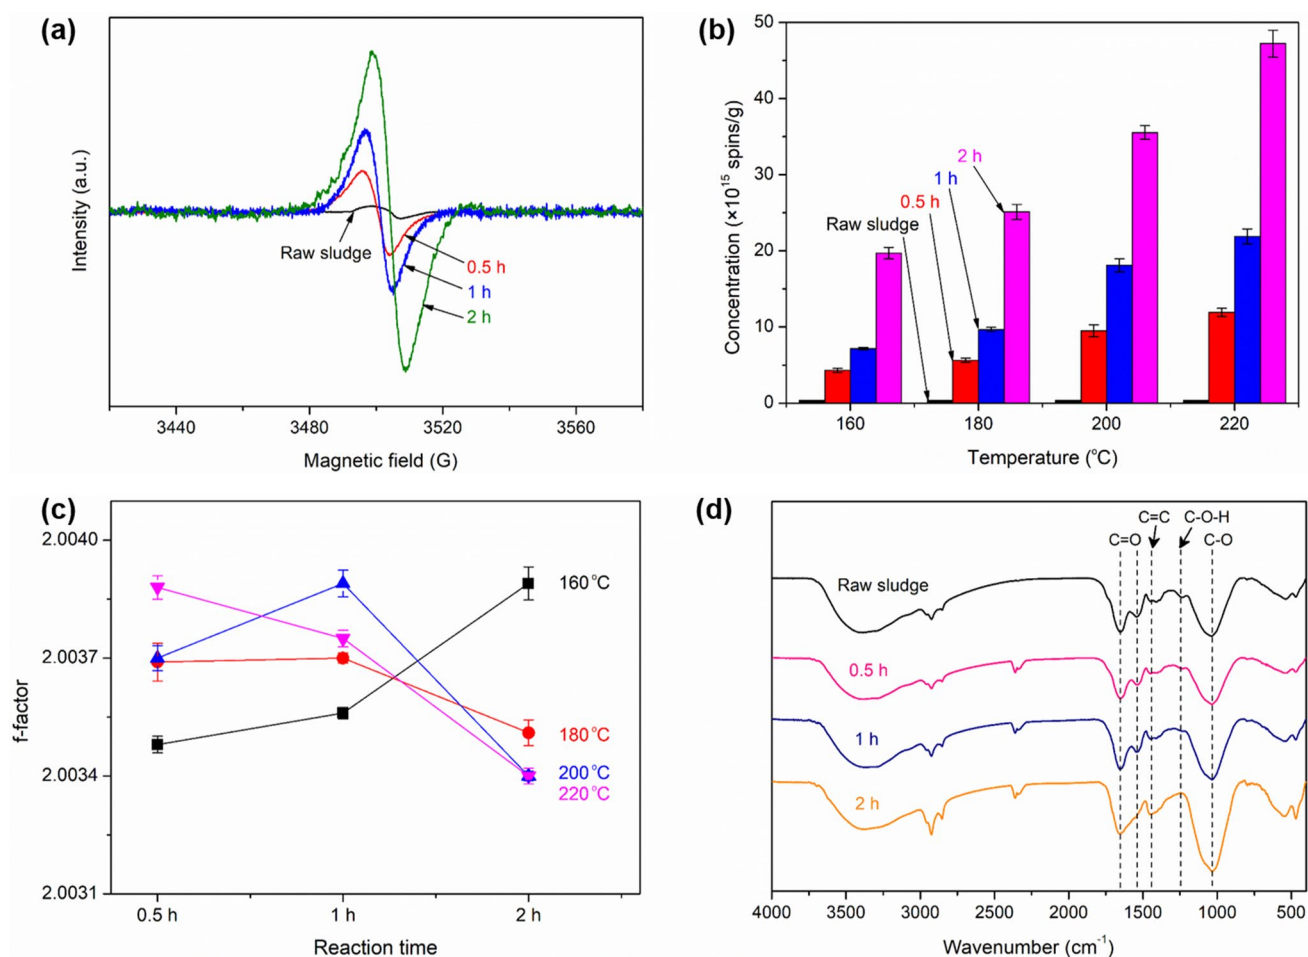 (a)
Intensity (a.u.)
Raw sludge
0.5 h
1 h
2 h
3440 3480 3520 3560
Magnetic field (G)
(b)
Concentration (×10¹⁵ spins/g)
50
40
30
20
10
0
2 h
1 h
0.5 h
Raw sludge
160 180 200 220
Temperature (°C)
(c)
f-factor
2.0040
2.0037
2.0034
2.0031
160°C
180°C
200°C
220°C
0.5 h 1 h 2 h
Reaction time
(d)
C=C C-O-H
C=O C-O
Raw sludge
0.5 h
1 h
2 h
4000 3500 3000 2500 2000 1500 1000 500
Wavenumber (cm⁻¹)